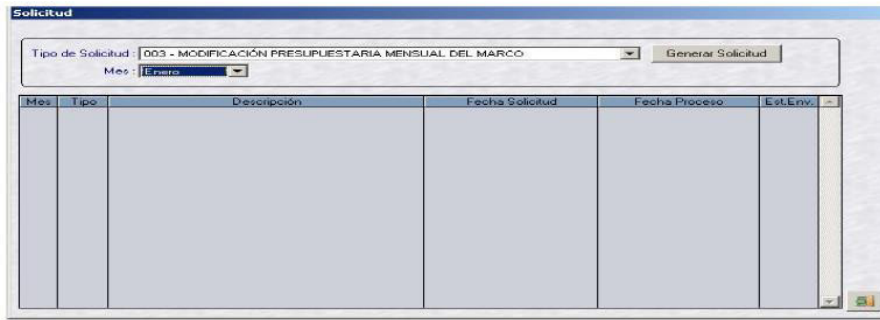 Solicitud
Tipo de Solicitud : 003 - MODIFICACIÓN PRESUPUESTARIA MENSUAL DEL MARCO Generar Solicitud
Mes : Enero
Mes Tipo Descripción Fecha Solicitud Fecha Proceso Est.Env.